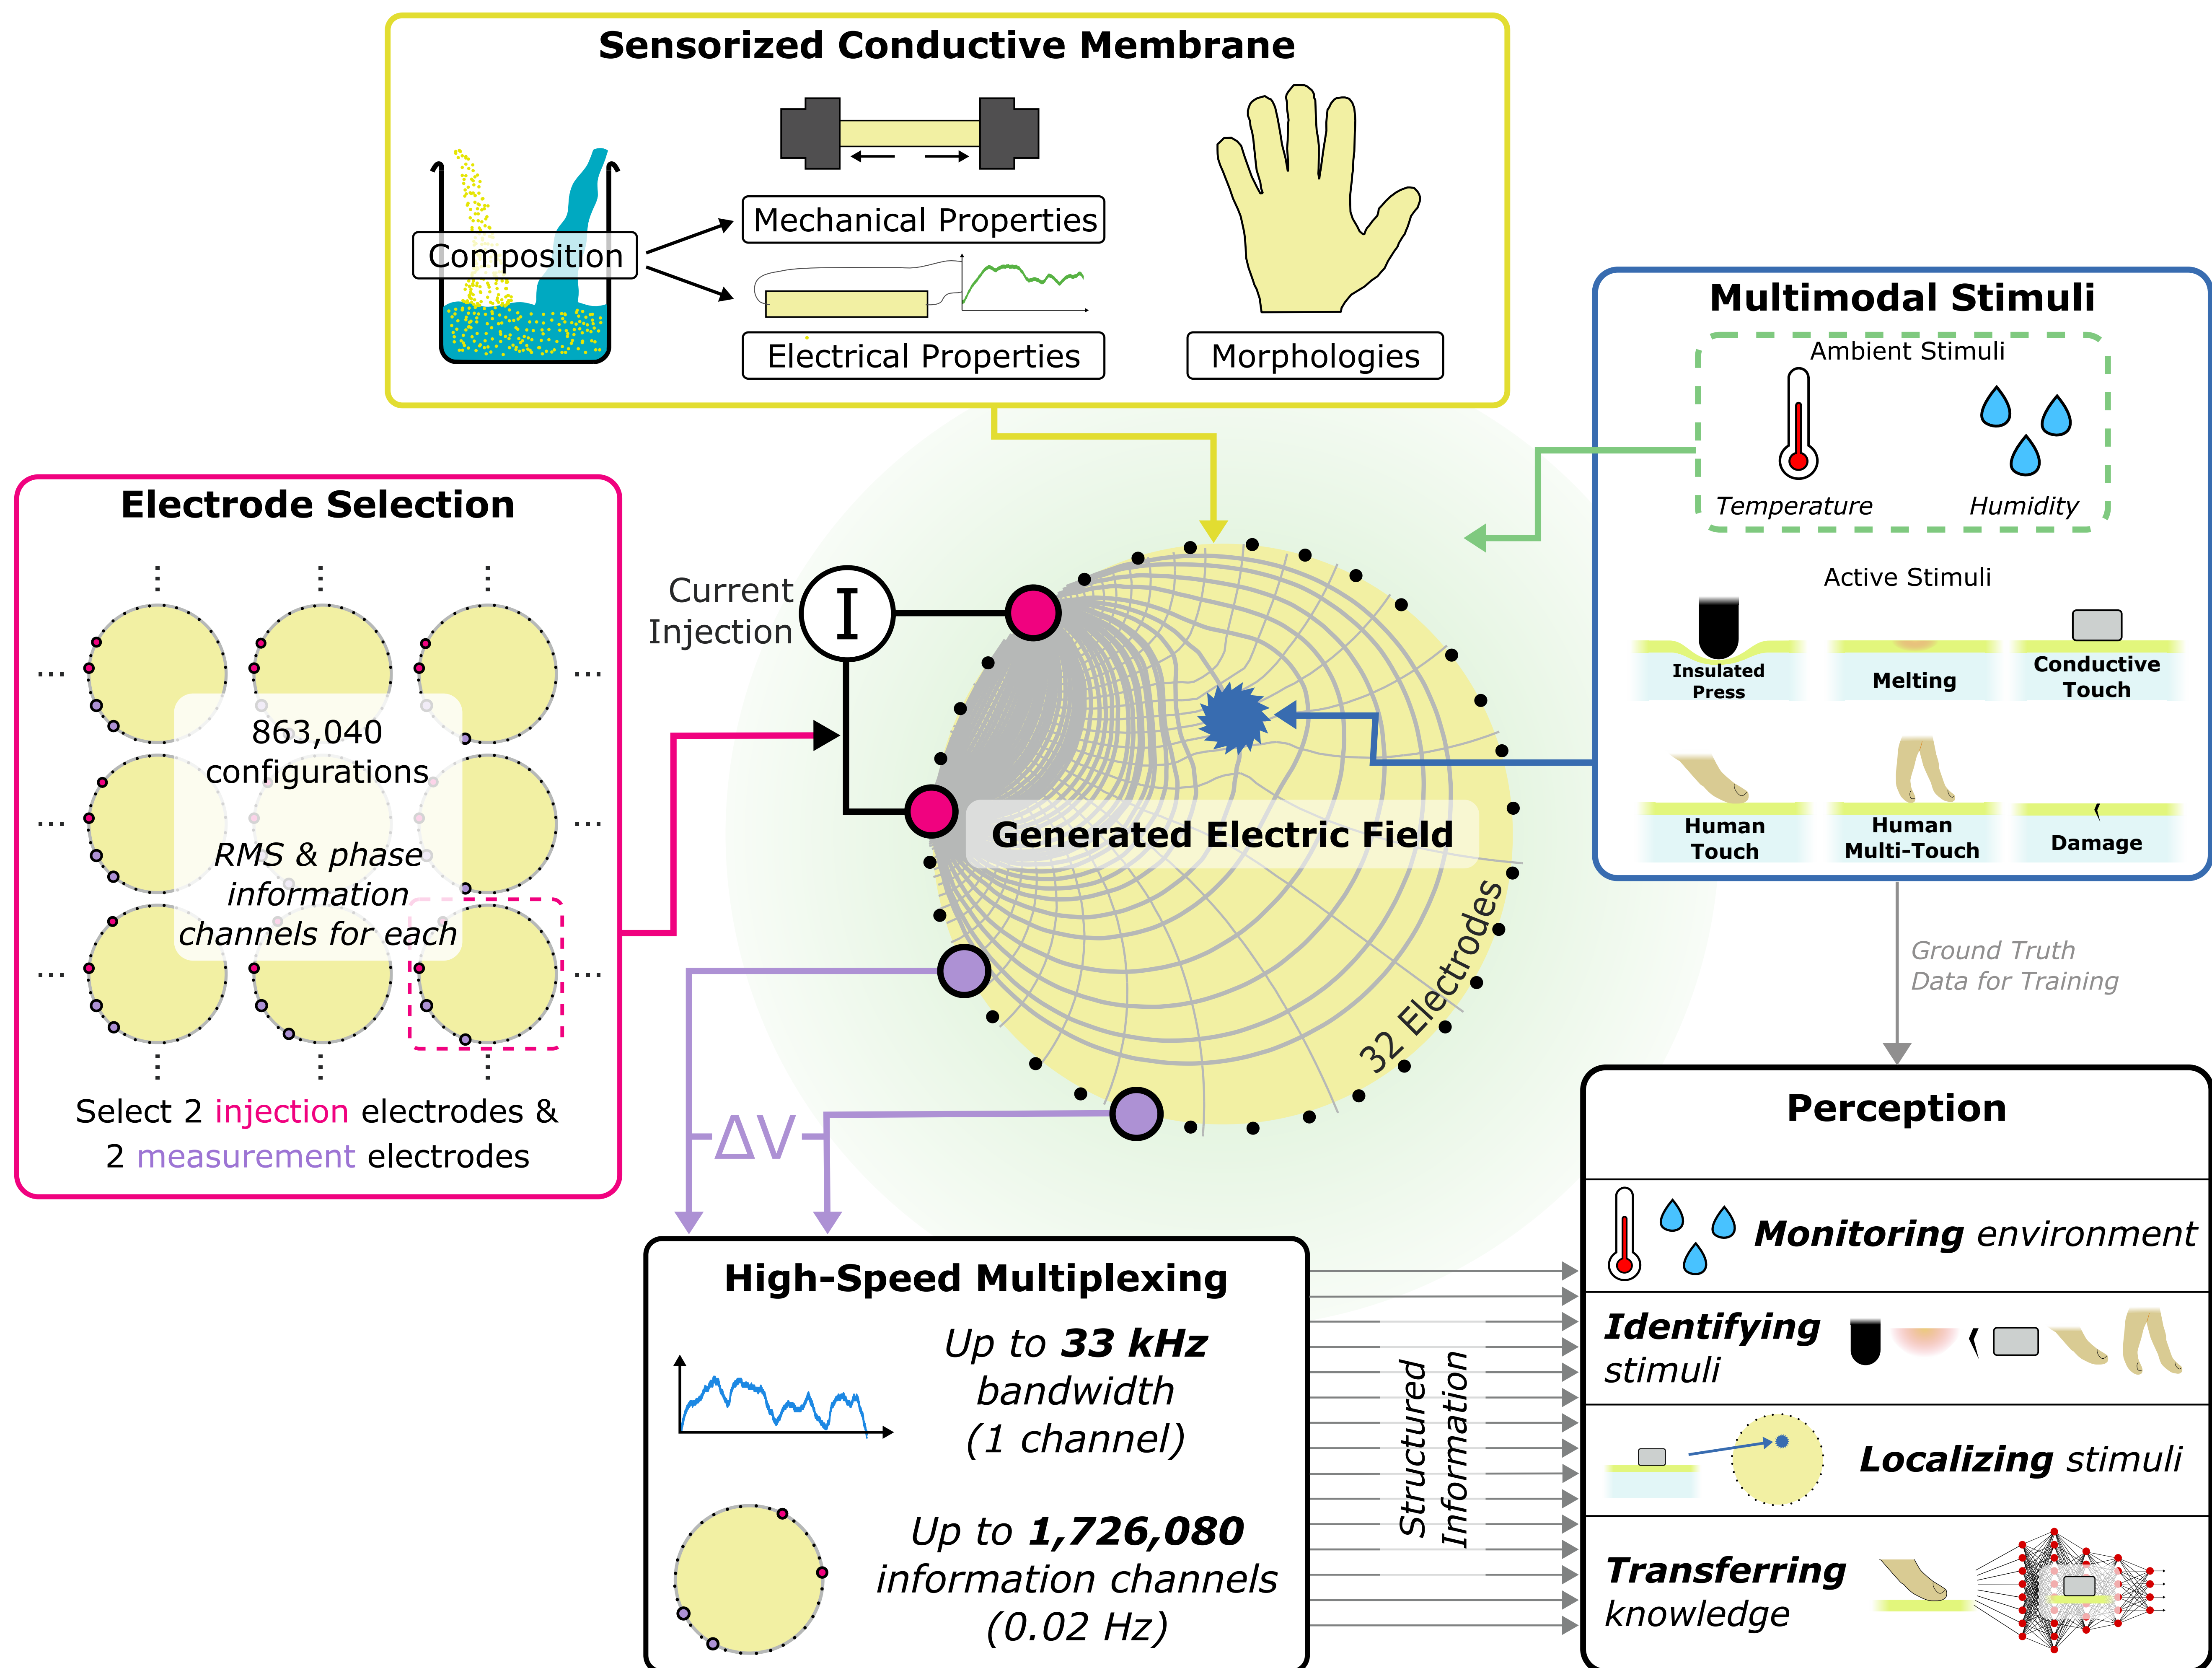 Sensorized Conductive Membrane
Composition
Mechanical Properties
Electrical Properties
Morphologies
Multimodal Stimuli
Ambient Stimuli
Temperature
Humidity
Active Stimuli
Insulated
Press
Melting
Conductive
Touch
Human
Touch
Human
Multi-Touch
Damage
Electrode Selection
863,040
configurations
RMS & phase
information
channels for each
Select 2 injection electrodes &
2 measurement electrodes
Current
Injection
I
Generated Electric Field
32 Electrodes
ΔV
Ground Truth
Data for Training
High-Speed Multiplexing
Up to 33 kHz
bandwidth
(1 channel)
Up to 1,726,080
information channels
(0.02 Hz)
Structured
Information
Perception
Monitoring environment
Identifying
stimuli
Localizing stimuli
Transferring
knowledge